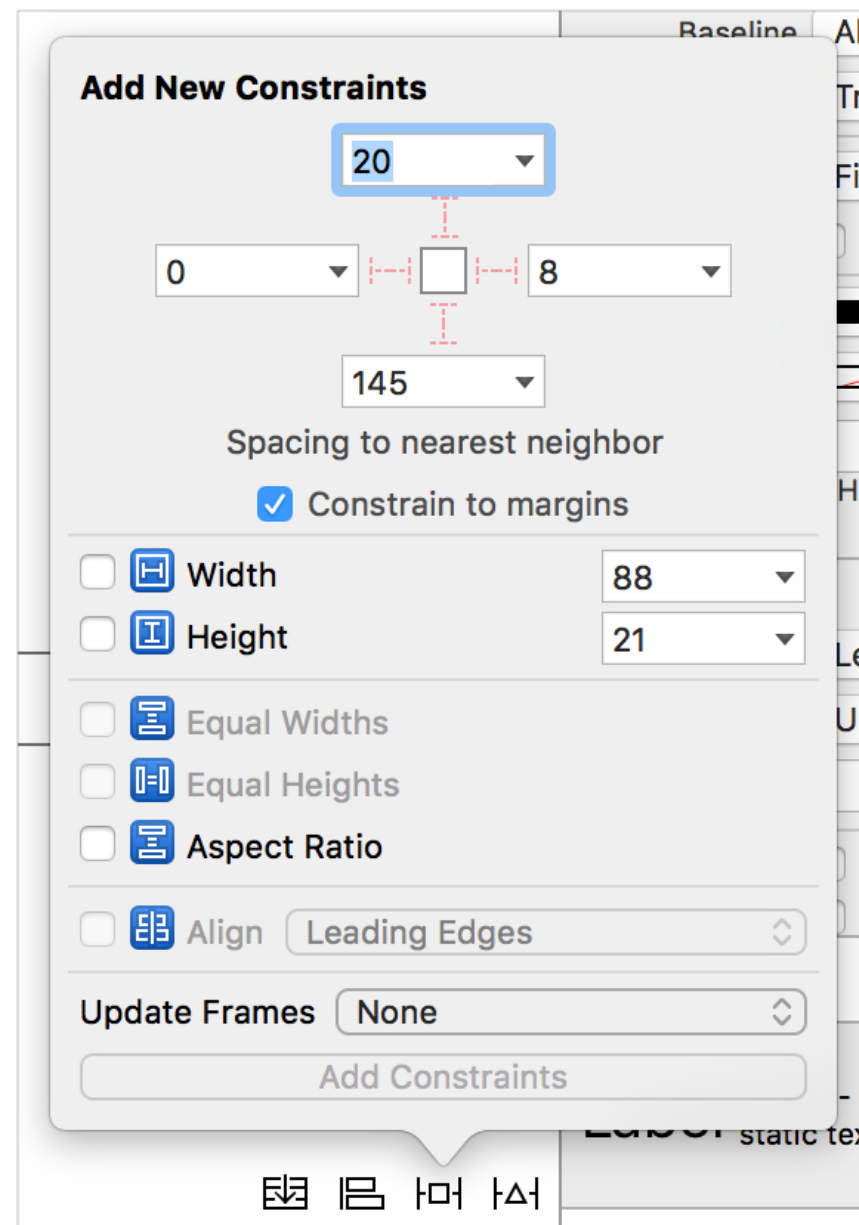 Baseline
Add New Constraints
20
0
8
145
Spacing to nearest neighbor
Constrain to margins
Width 88
Height 21
Equal Widths
Equal Heights
Aspect Ratio
Align Leading Edges
Update Frames None
Add Constraints
static